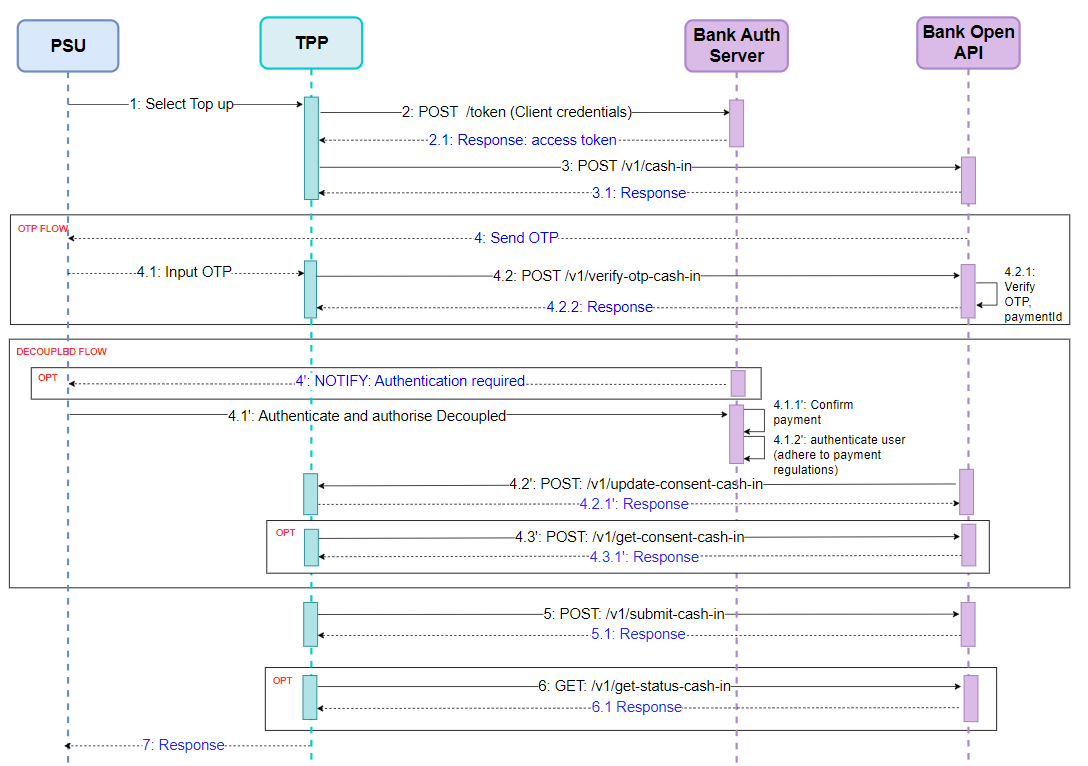 PSU
TPP
Bank Auth
Server
Bank Open
API
1: Select Top up
2: POST /token (Client credentials)
2.1: Response: access token
3: POST /v1/cash-in
3.1: Response
OTP FLOW
4: Send OTP
4.1: Input OTP
4.2: POST /v1/verify-otp-cash-in
4.2.1:
Verify
OTP,
paymentId
4.2.2: Response
DECOUPLED FLOW
OPT
4': NOTIFY: Authentication required
4.1': Authenticate and authorise Decoupled
4.1.1': Confirm
payment
4.1.2': authenticate user
(adhere to payment
regulations)
4.2': POST: /v1/update-consent-cash-in
4.2.1': Response
OPT
4.3': POST: /v1/get-consent-cash-in
4.3.1': Response
5: POST: /v1/submit-cash-in
5.1: Response
OPT
6: GET: /v1/get-status-cash-in
6.1 Response
7: Response